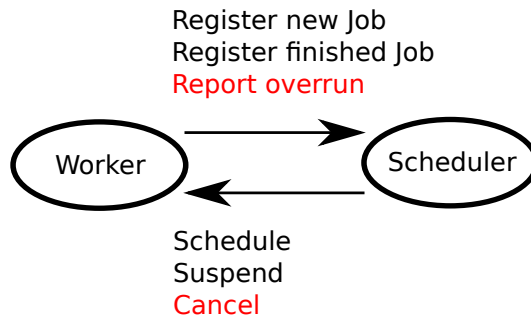 Register new Job
Register finished Job
Report overrun
Worker
Scheduler
Schedule
Suspend
Cancel